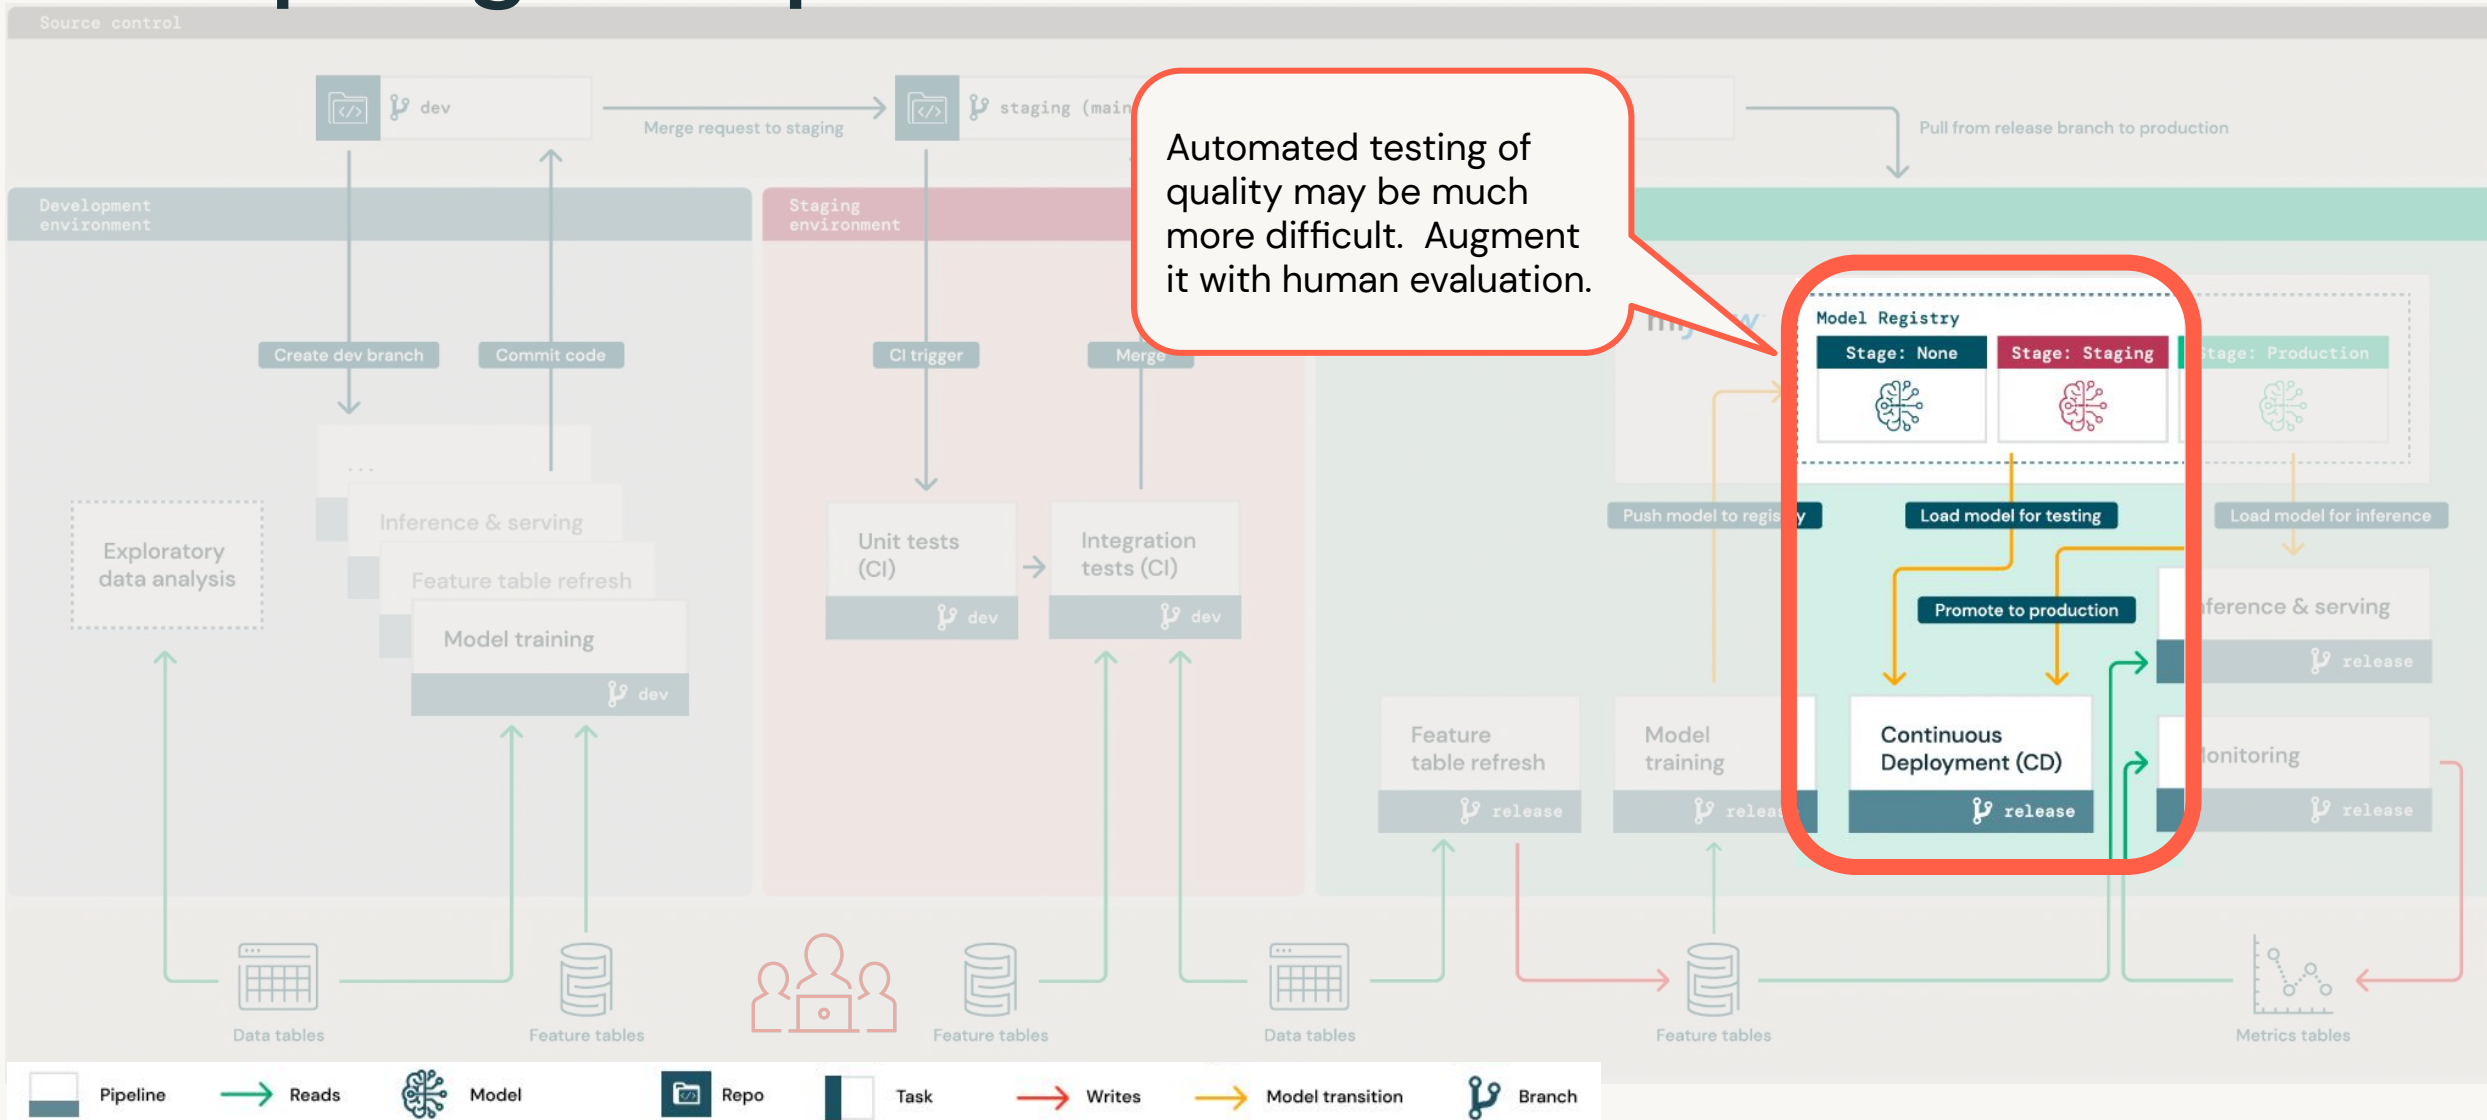 Source control
dev
Merge request to staging
staging (main
Pull from release branch to production
Automated testing of
quality may be much
more difficult.  Augment
it with human evaluation.
Development
environment
Staging
environment
Create dev branch
Commit code
CI trigger
Merge
Model Registry
Stage: None
Stage: Staging
Stage: Production
...
Inference & serving
Feature table refresh
Model training
dev
Exploratory
data analysis
Unit tests
(CI)
dev
Integration
tests (CI)
dev
Push model to registry
Load model for testing
Load model for inference
Promote to production
Inference & serving
release
Feature
table refresh
release
Model
training
release
Continuous
Deployment (CD)
release
Monitoring
release
Data tables
Feature tables
Feature tables
Data tables
Feature tables
Metrics tables
Pipeline
Reads
Model
Repo
Task
Writes
Model transition
Branch